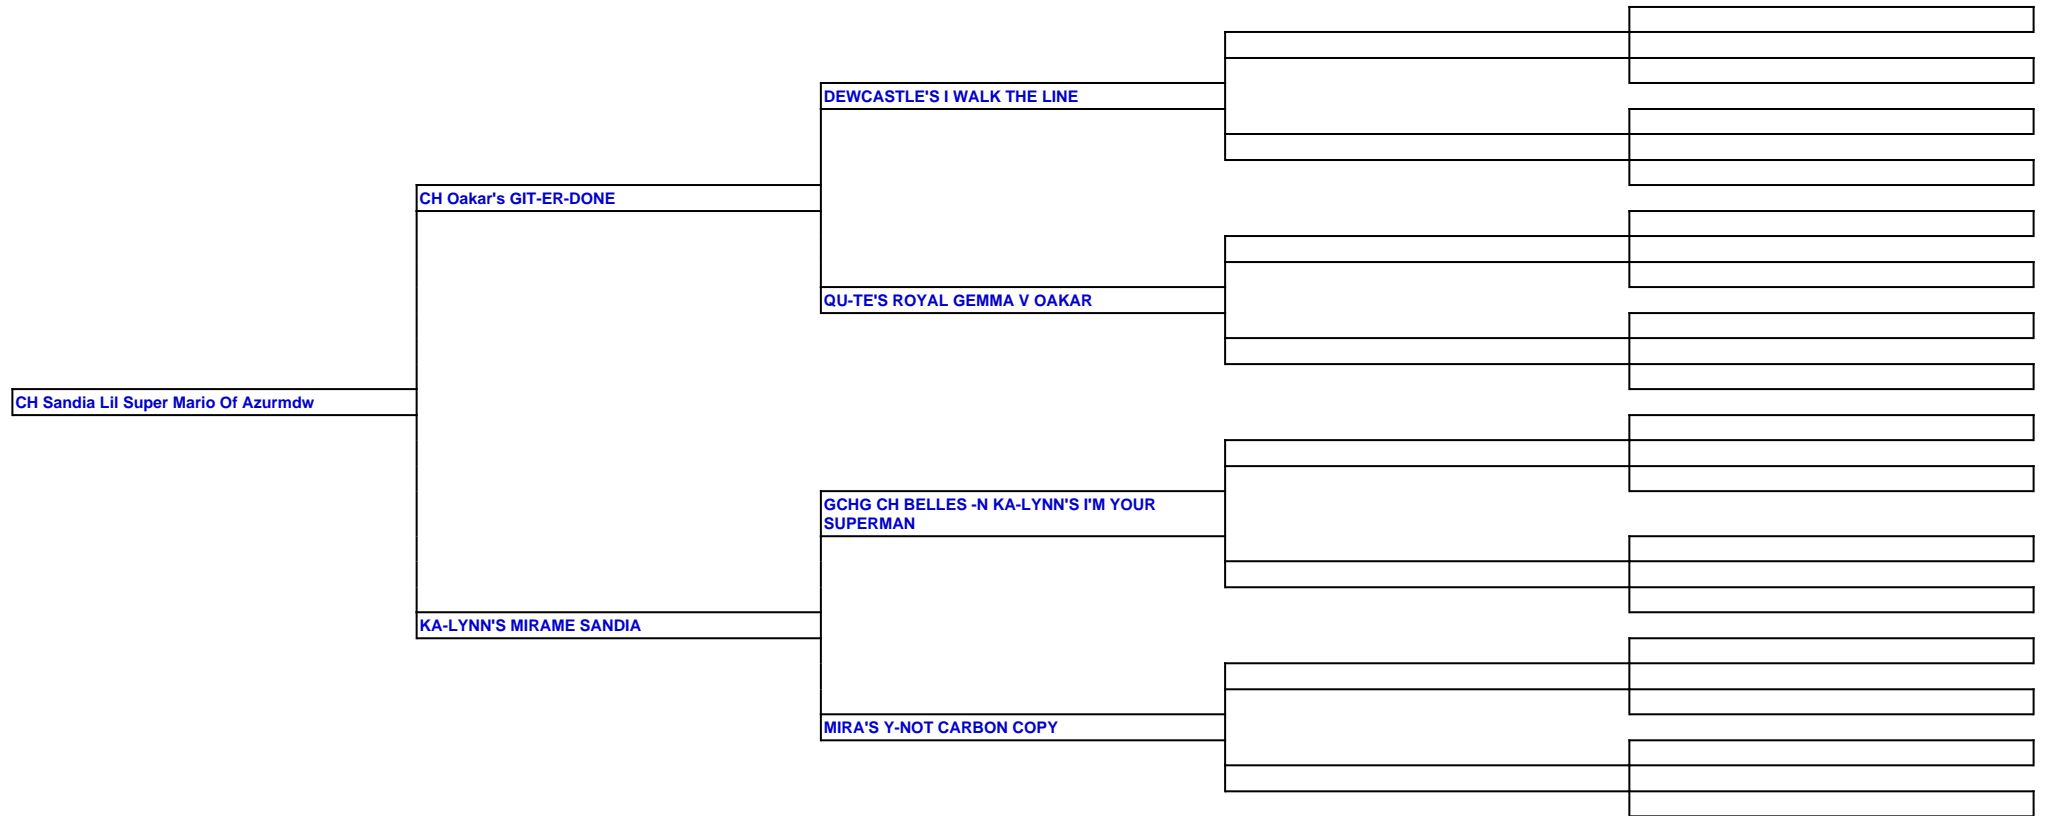 DEWCASTLE'S I WALK THE LINE
CH Oakar's GIT-ER-DONE
QU-TE'S ROYAL GEMMA V OAKAR
CH Sandia Lil Super Mario Of Azurmdw
GCHG CH BELLES -N KA-LYNN'S I'M YOUR
SUPERMAN
KA-LYNN'S MIRAME SANDIA
MIRA'S Y-NOT CARBON COPY